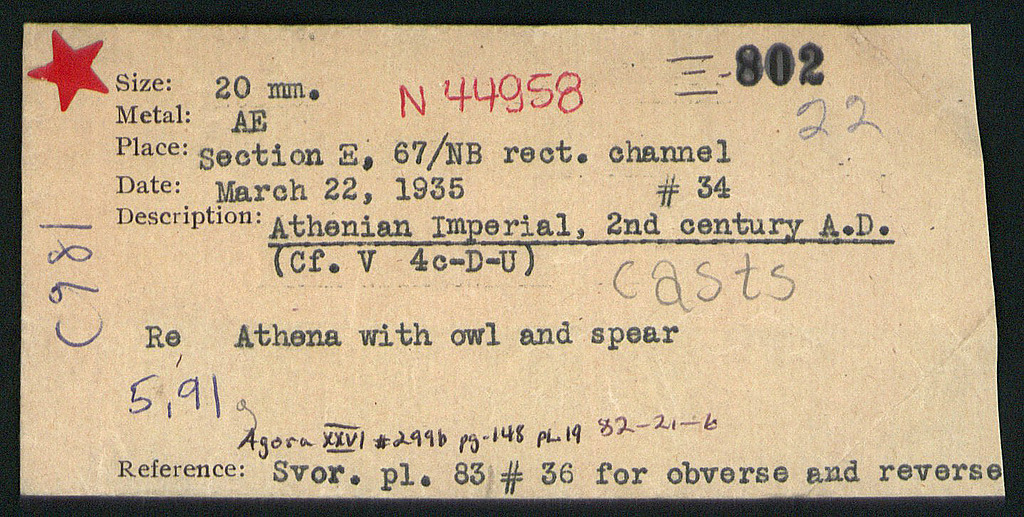 Ξ-802
Size: 20 mm.
N 44958
22
Metal: AE
Place: Section E, 67/NB rect. channel
Date: March 22, 1935 # 34
Description: Athenian Imperial, 2nd century A.D.
(Cf. V 4c-D-U)
casts
C981
Re Athena with owl and spear
5,91 g
Agora XXVI #299b pg-148 pl.19 82-21-b
Reference: Svor. pl. 83 # 36 for obverse and reverse